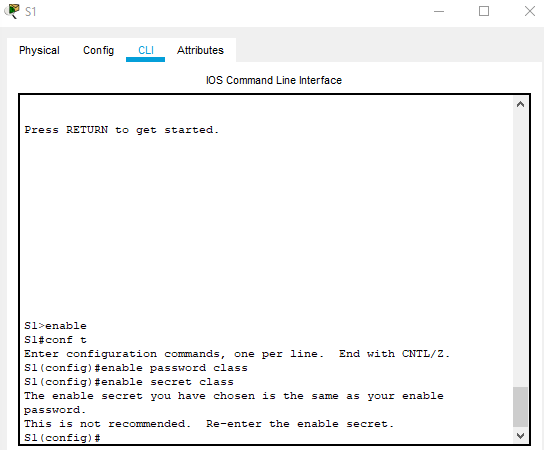 S1
Physical Config CLI Attributes
IOS Command Line Interface
Press RETURN to get started.
S1>enable
S1#conf t
Enter configuration commands, one per line.  End with CNTL/Z.
S1(config)#enable password class
S1(config)#enable secret class
The enable secret you have chosen is the same as your enable
password.
This is not recommended.  Re-enter the enable secret.
S1(config)#